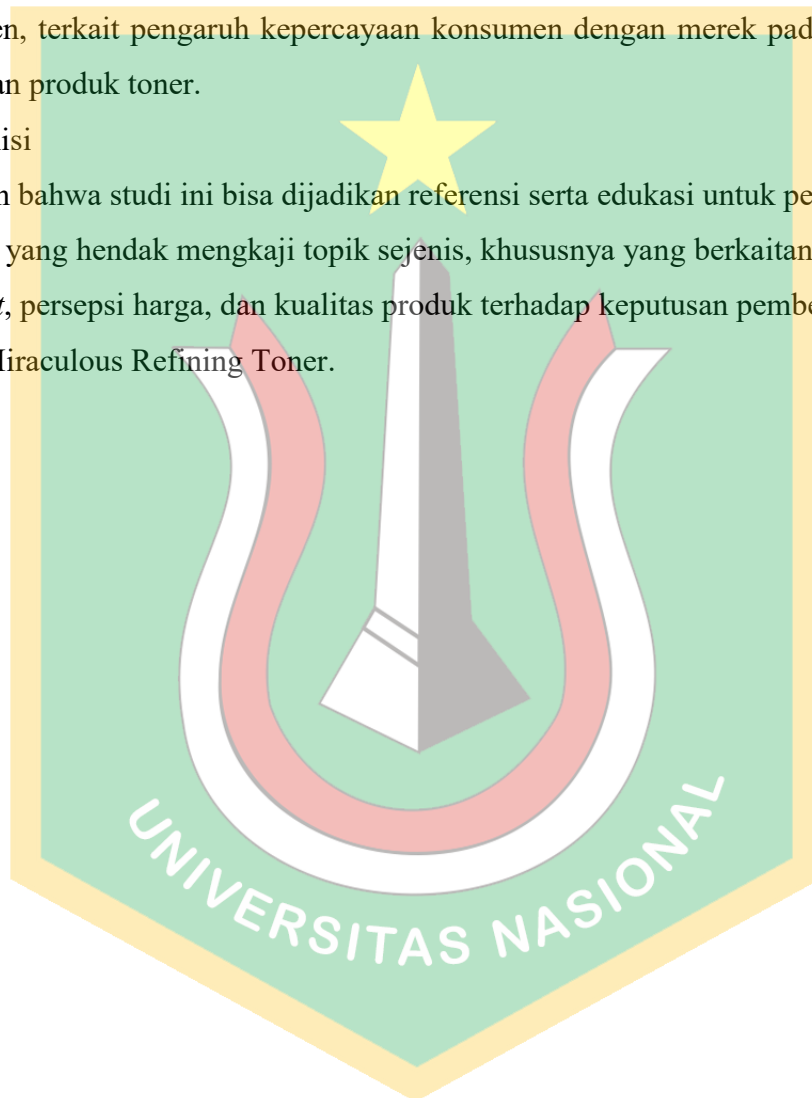 en, terkait pengaruh kepercayaan konsumen dengan merek pad
an produk toner.
isi
n bahwa studi ini bisa dijadikan referensi serta edukasi untuk pe
yang hendak mengkaji topik sejenis, khususnya yang berkaitan
t, persepsi harga, dan kualitas produk terhadap keputusan pembe
Miraculous Refining Toner.
UNIVERSITAS NASIONAL